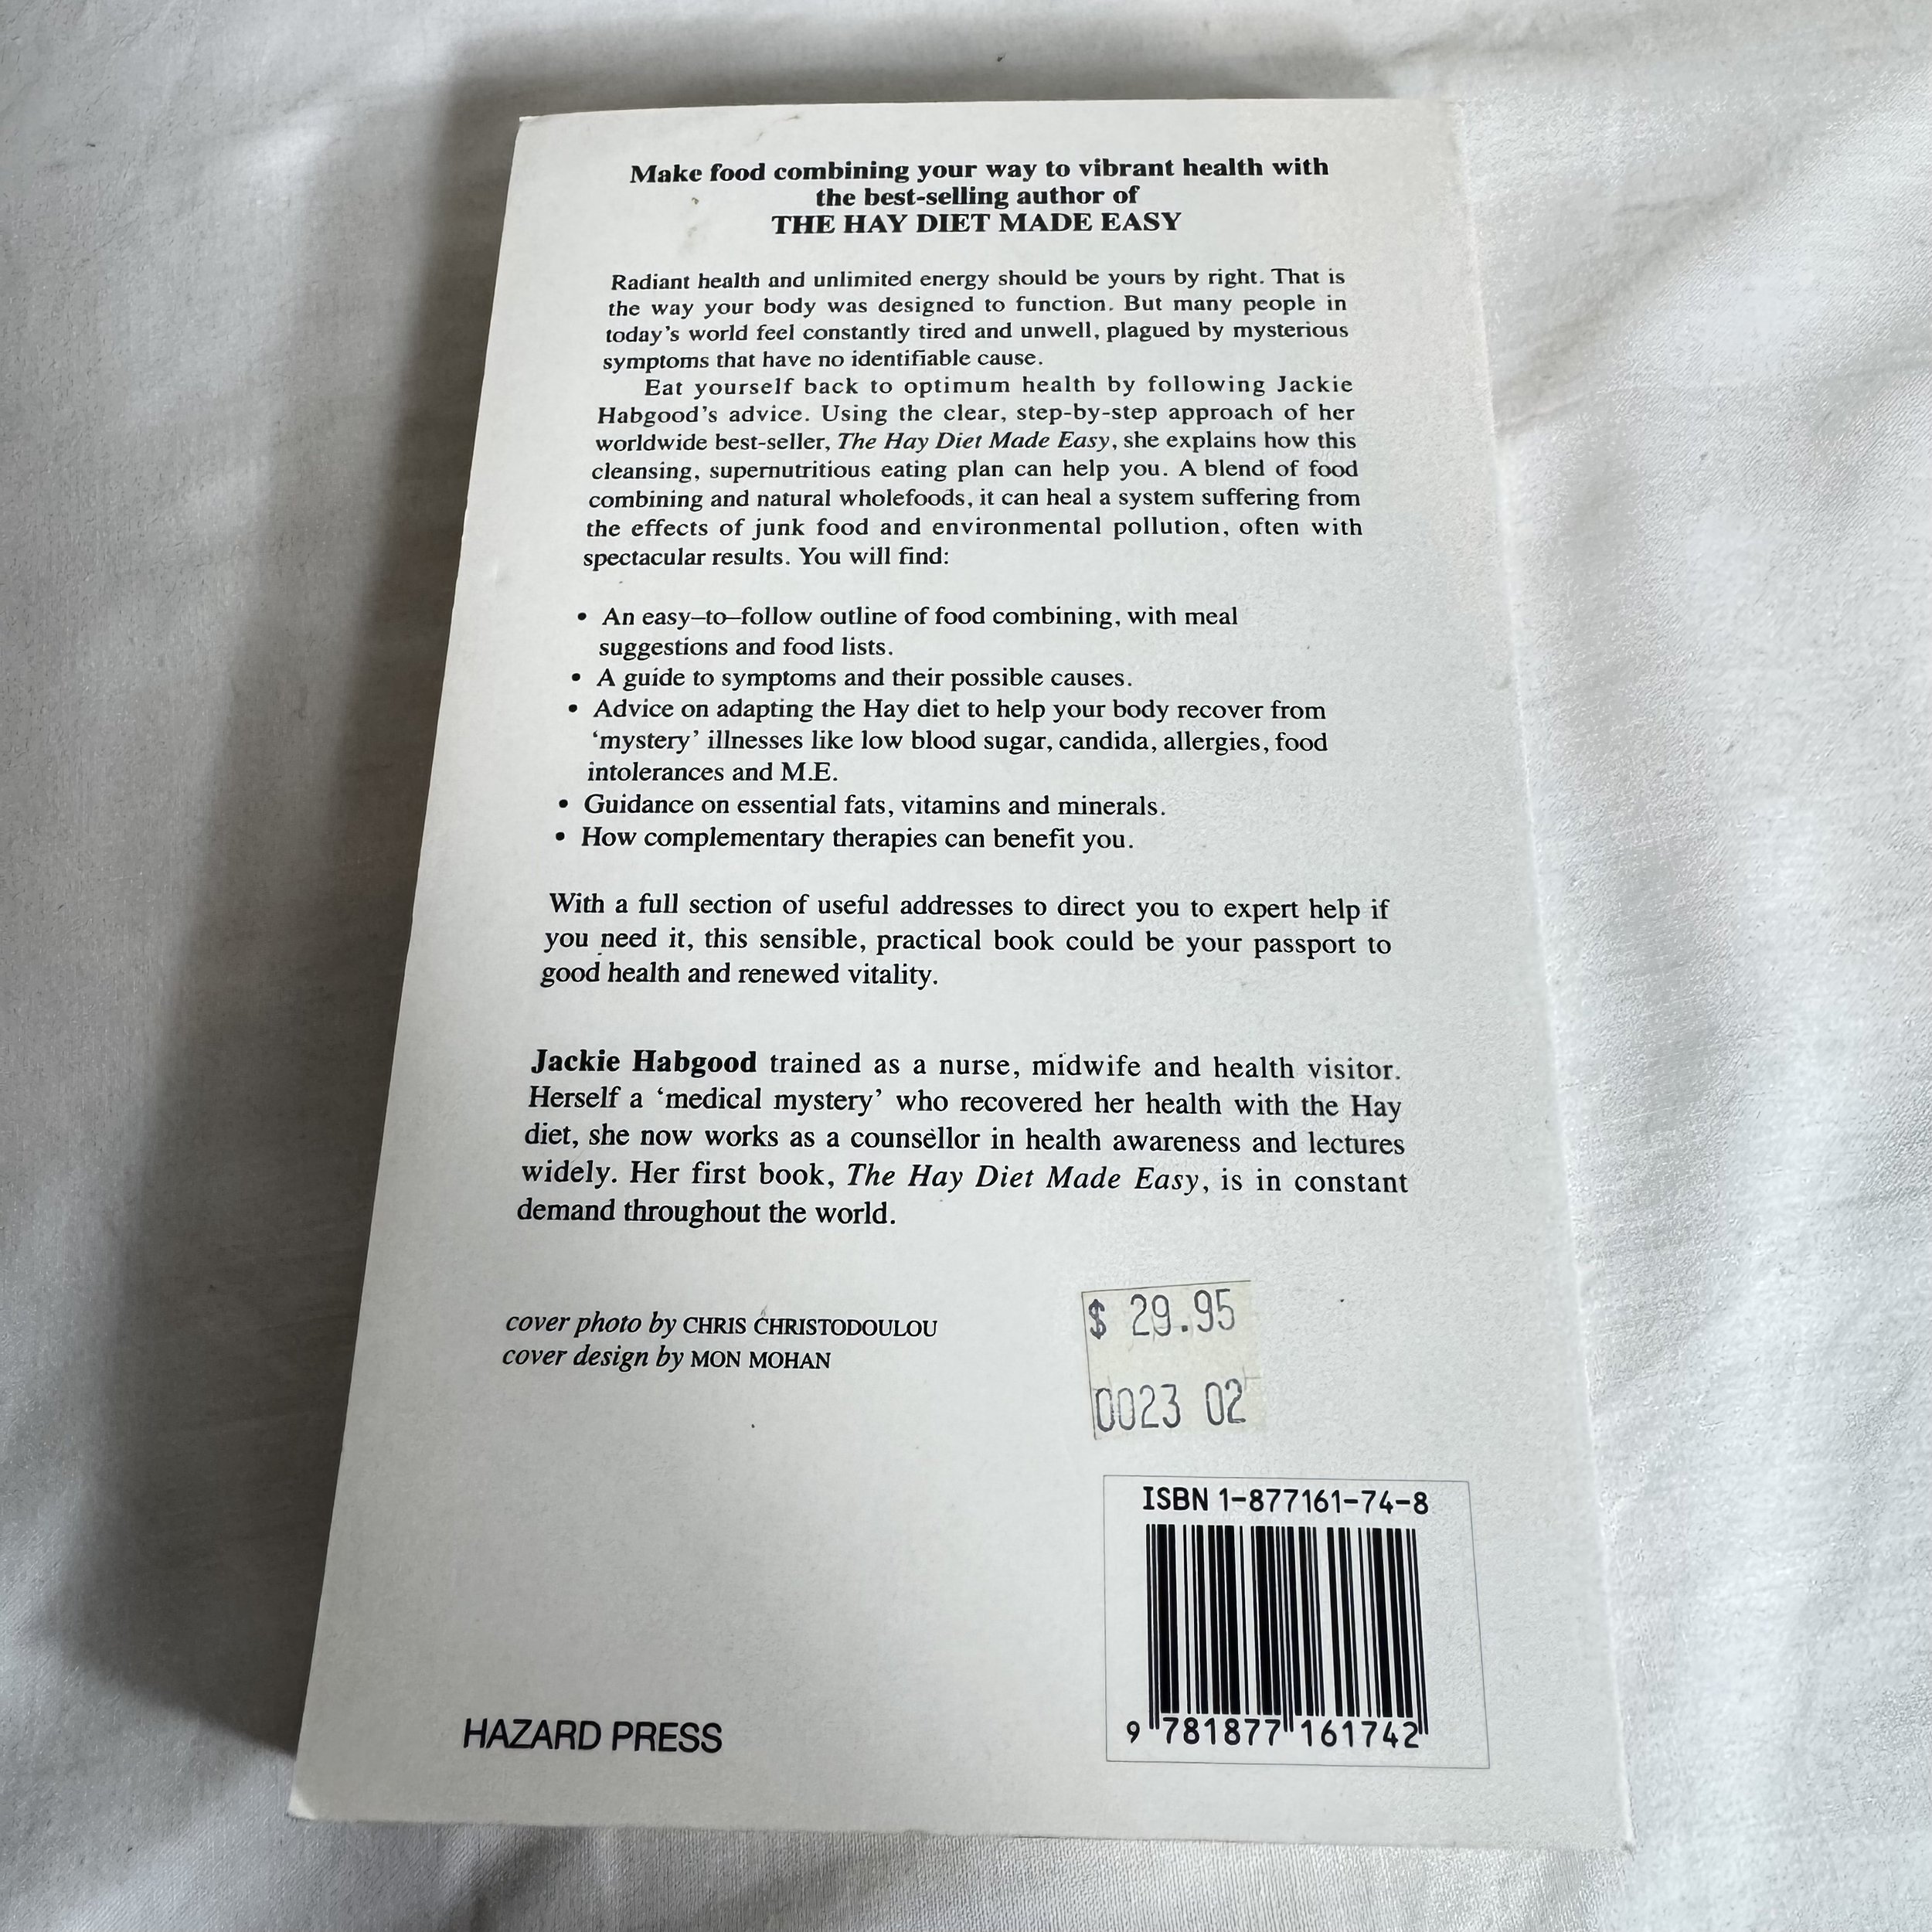 Make food combining your way to vibrant health with
the best-selling author of
THE HAY DIET MADE EASY
Radiant health and unlimited energy should be yours by right. That is
the way your body was designed to function. But many people in
today's world feel constantly tired and unwell, plagued by mysterious
symptoms that have no identifiable cause.
Eat yourself back to optimum health by following Jackie
Habgood's advice. Using the clear, step-by-step approach of her
worldwide best-seller, The Hay Diet Made Easy, she explains how this
cleansing, supernutritious eating plan can help you. A blend of food
combining and natural wholefoods, it can heal a system suffering from
the effects of junk food and environmental pollution, often with
spectacular results. You will find:
• An easy–to–follow outline of food combining, with meal
suggestions and food lists.
• A guide to symptoms and their possible causes.
• Advice on adapting the Hay diet to help your body recover from
‘mystery’ illnesses like low blood sugar, candida, allergies, food
intolerances and M.E.
• Guidance on essential fats, vitamins and minerals.
• How complementary therapies can benefit you.
With a full section of useful addresses to direct you to expert help if
you need it, this sensible, practical book could be your passport to
good health and renewed vitality.
Jackie Habgood trained as a nurse, midwife and health visitor.
Herself a ‘medical mystery’ who recovered her health with the Hay
diet, she now works as a counsellor in health awareness and lectures
widely. Her first book, The Hay Diet Made Easy, is in constant
demand throughout the world.
cover photo by CHRIS CHRISTODOULOU
cover design by MON MOHAN
$ 29.95
0023 02
ISBN 1-877161-74-8
9 781877 161742
HAZARD PRESS